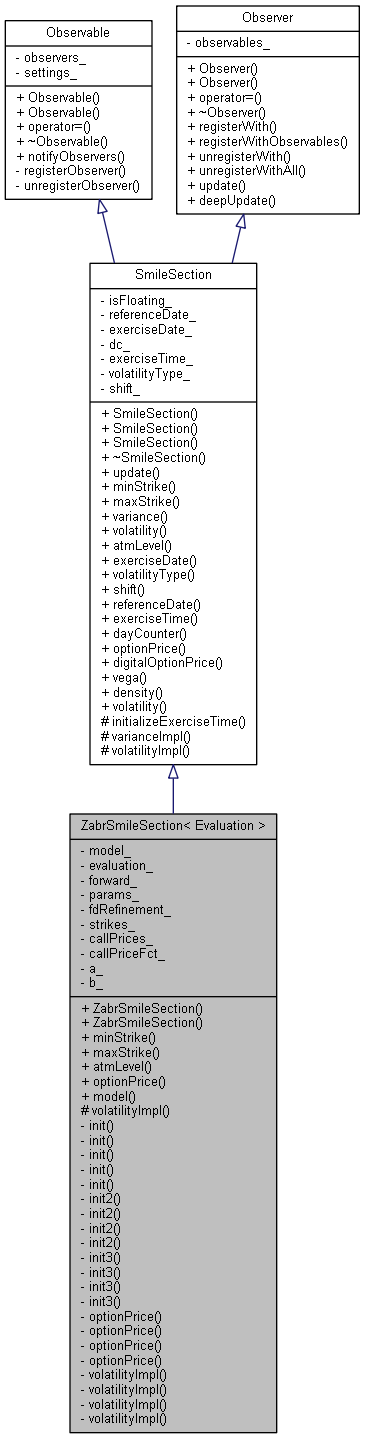 Observable
- observers_
- settings_
+ Observable()
+ Observable()
+ operator=()
+ ~Observable()
+ notifyObservers()
- registerObserver()
- unregisterObserver()
Observer
- observables_
+ Observer()
+ Observer()
+ operator=()
+ ~Observer()
+ registerWith()
+ registerWithObservables()
+ unregisterWith()
+ unregisterWithAll()
+ update()
+ deepUpdate()
SmileSection
- isFloating_
- referenceDate_
- exerciseDate_
- dc_
- exerciseTime_
- volatilityType_
- shift_
+ SmileSection()
+ SmileSection()
+ SmileSection()
+ ~SmileSection()
+ update()
+ minStrike()
+ maxStrike()
+ variance()
+ volatility()
+ atmLevel()
+ exerciseDate()
+ volatilityType()
+ shift()
+ referenceDate()
+ exerciseTime()
+ dayCounter()
+ optionPrice()
+ digitalOptionPrice()
+ vega()
+ density()
+ volatility()
# initializeExerciseTime()
# varianceImpl()
# volatilityImpl()
ZabrSmileSection< Evaluation >
- model_
- evaluation_
- forward_
- params_
- fdRefinement_
- strikes_
- callPrices_
- callPriceFct_
- a_
- b_
+ ZabrSmileSection()
+ ZabrSmileSection()
+ minStrike()
+ maxStrike()
+ atmLevel()
+ optionPrice()
+ model()
# volatilityImpl()
- init()
- init()
- init()
- init()
- init()
- init2()
- init2()
- init2()
- init2()
- init3()
- init3()
- init3()
- init3()
- optionPrice()
- optionPrice()
- optionPrice()
- optionPrice()
- volatilityImpl()
- volatilityImpl()
- volatilityImpl()
- volatilityImpl()